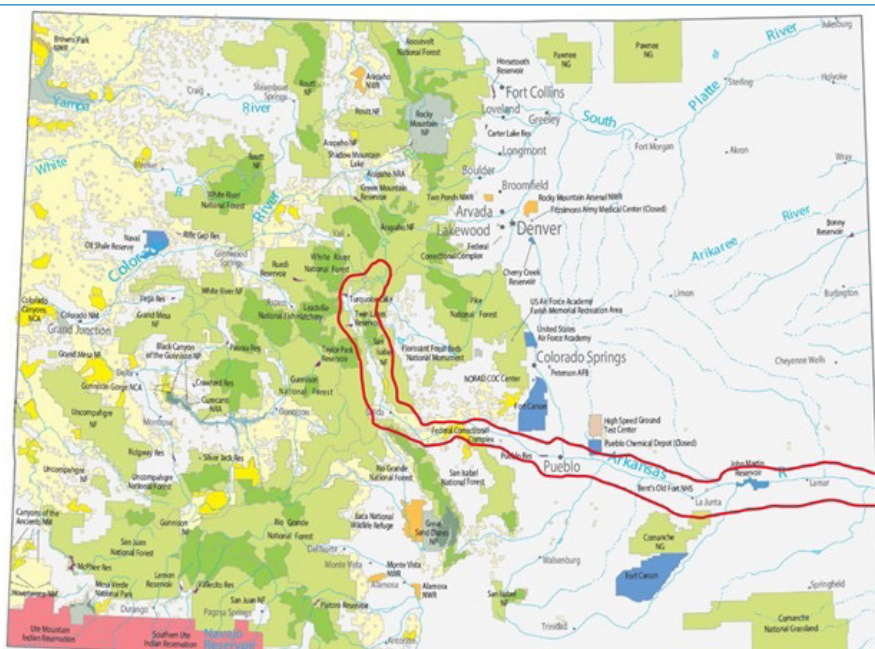 Browns Park
NWR
Yampa
River
Craig
Steamboat
Springs
Routt
NF
Arapaho
NWR
Routt NF
Roosevelt
National Forest
Rocky
Mountain
NP
Pawnee
NG
Pawnee
NG
Julesburg
River
Platte
South
Sterling
Holyoke
Horsetooth
Reservoir
Fort Collins
Loveland
Greeley
Carter Lake Res
Longmont
Fort Morgan
Akron
Wray
White
R
Meeker
Routt
NF
White River
National Forest
River
Arapaho NF
Shadow Mountain
Lake
Arapaho NRA
Green Mountain
Reservoir
Boulder
Broomfield
Two Ponds NWR
Rocky Mountain Arsenal NWR
Fitzsimons Army Medical Center (Closed)
Arvada
Lakewood
Denver
Federal
Correctional Complex
Cherry Creek
Reservoir
Arapaho NF
Vail
River
Arikaree
Bonny
Reservoir
Naval
Oil Shale Reserve
Rifle Gap Res
Colorado
Glenwood
Springs
Ruedi
Reservoir
White River
National Forest
White River NF
Aspen
Leadville
National Fish Hatchery
Turquoise Lake
Twin Lakes
Reservoir
Pike
National Forest
US Air Force Academy
Farish Memorial Recreation Area
Limon
Burlington
Colorado
Canyons
NCA
Colorado NM
Grand Junction
Vega Res
Grand Mesa
NF
Grand Mesa NF
Black Canyon
of the Gunnison NP
Paonia Res
Taylor Park
Reservoir
San
Isabel
NF
Florissant Fossil Beds
National Monument
United States
Air Force Academy
Colorado Springs
Peterson AFB
NORAD COC Center
Cheyenne Wells
Delta
Gunnison Gorge NCA
Crawford Res
Curecanti
NRA
Gunnison
National Forest
Gunnison
Fort Carson
Uncompahgre
NF
Montrose
Salida
Federal Correctional
Complex
High Speed Ground
Test Center
Pueblo Chemical Depot (Closed)
Ridgway Res
Silver Jack Res
Pueblo Res
Pueblo
Arkansas
R
John Martin
Reservoir
Lamar
Uncompahgre
NF
Uncompahgre
National Forest
Rio Grande
National Forest
San Isabel
National Forest
Bent's Old Fort NHS
La Junta
Canyons of the
Ancients NM
Gunnison
NF
Baca National
Wildlife Refuge
Great
Sand Dunes
NP
San Juan
National Forest
Rio Grande
National Forest
Comanche
NG
McPhee Res
Lemon
Reservoir
Del Norte
Monte Vista
Monte Vista
NWR
Walsenburg
Fort Carson
Hovenweep NM
Mesa Verde
National Park
Vallecito Res
San Juan NF
Platoro Reservoir
Alamosa
Alamosa
NWR
San Isabel
NF
Springfield
Durango
Pagosa Springs
Ute Mountain
Indian Reservation
Southern Ute
Indian Reservation
Navajo
Reservoir
Antonito
Trinidad
Comanche
National Grassland